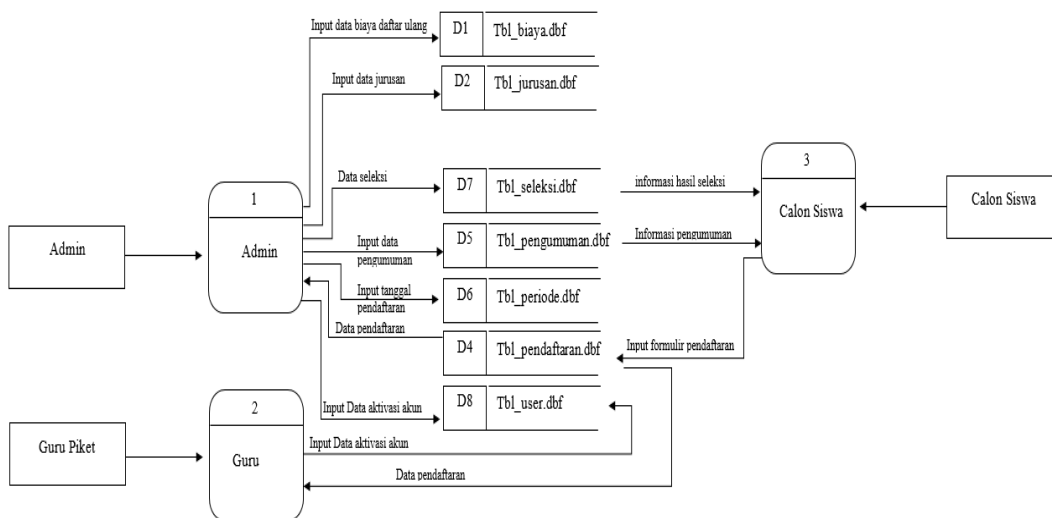 Input data biaya daftar ulang
D1
Tbl_biaya.dbf
Input data jurusan
D2
Tbl_jurusan.dbf
Data seleksi
D7
Tbl_seleksi.dbf
informasi hasil seleksi
3
Calon Siswa
Calon Siswa
1
Admin
Admin
Input data
pengumuman
D5
Tbl_pengumuman.dbf
Informasi pengumuman
Input tanggal
pendaftaran
D6
Tbl_periode.dbf
Data pendaftaran
D4
Tbl_pendaftaran.dbf
Input formulir pendaftaran
Input Data aktivasi akun
D8
Tbl_user.dbf
2
Guru
Guru Piket
Input Data aktivasi akun
Data pendaftaran